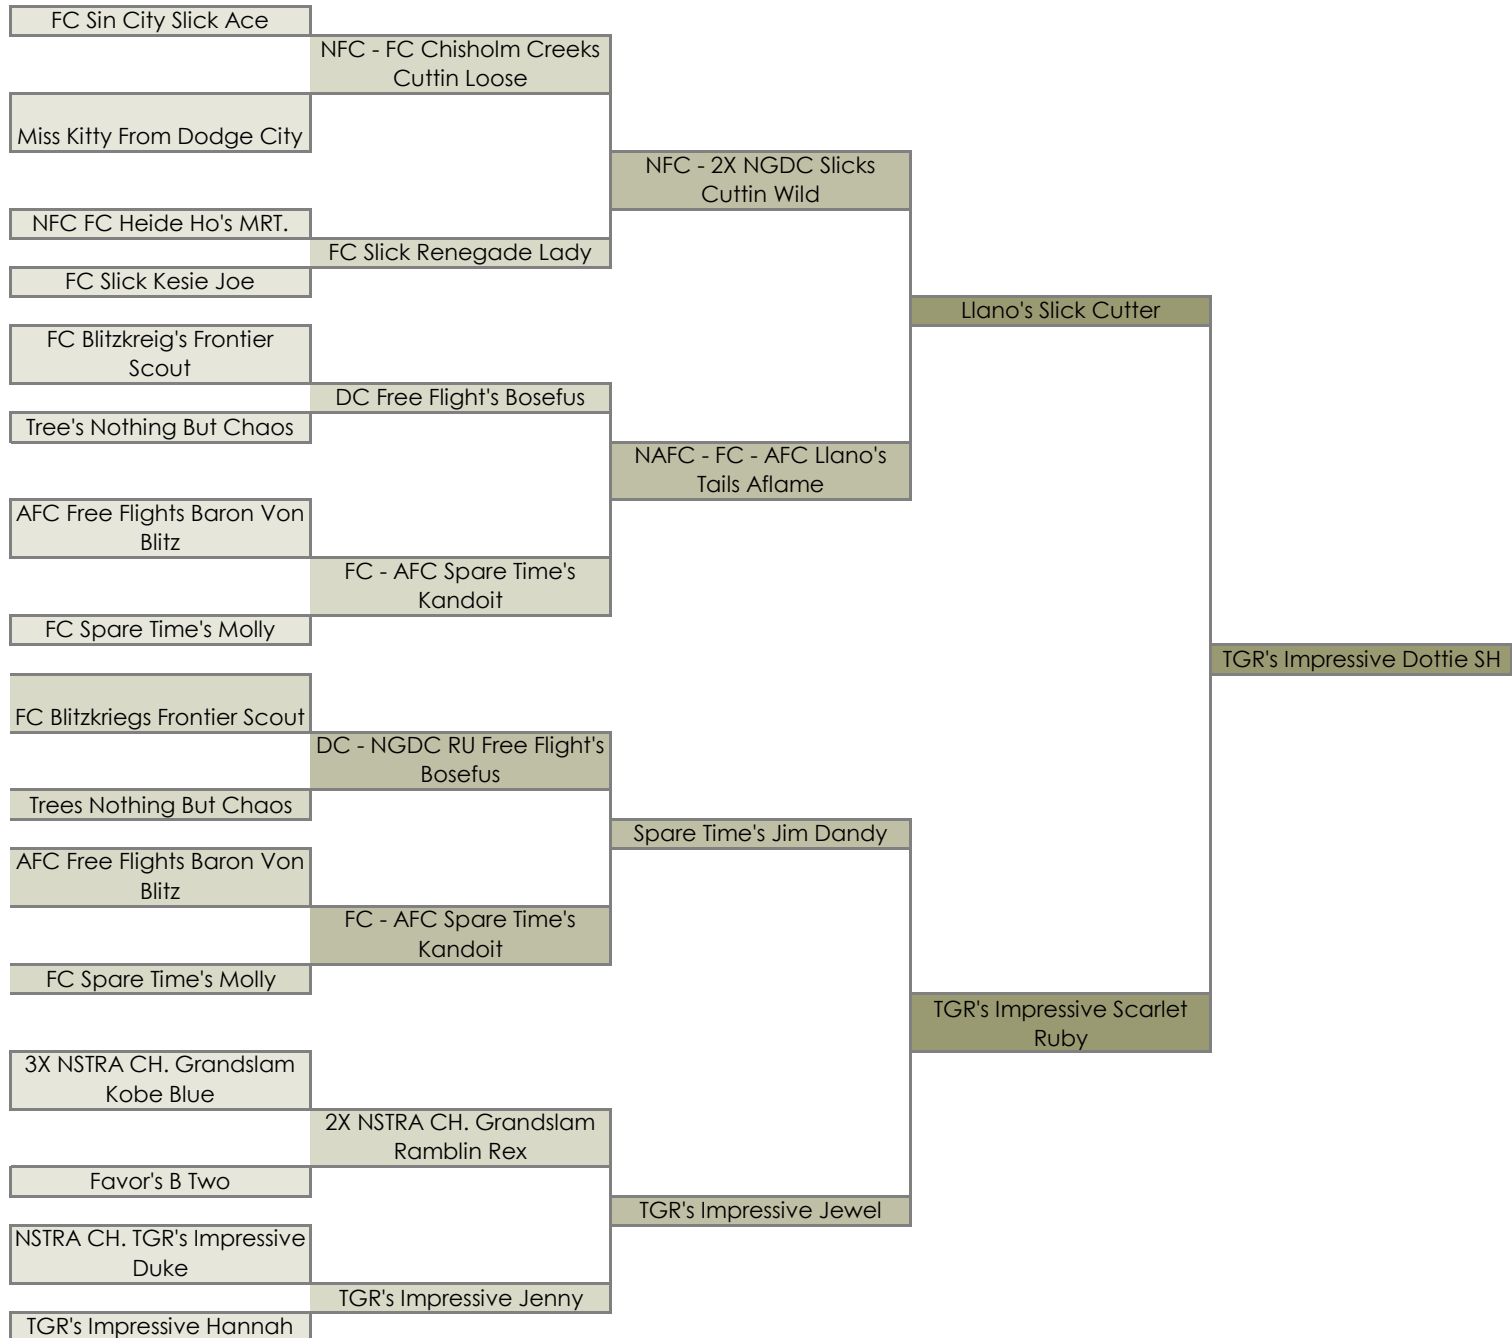 FC Sin City Slick Ace
NFC - FC Chisholm Creeks
Cuttin Loose
Miss Kitty From Dodge City
NFC - 2X NGDC Slicks
Cuttin Wild
NFC FC Heide Ho's MRT.
FC Slick Renegade Lady
FC Slick Kesie Joe
Llano's Slick Cutter
FC Blitzkreig's Frontier
Scout
DC Free Flight's Bosefus
Tree's Nothing But Chaos
NAFC - FC - AFC Llano's
Tails Aflame
AFC Free Flights Baron Von
Blitz
FC - AFC Spare Time's
Kandoit
FC Spare Time's Molly
TGR's Impressive Dottie SH
FC Blitzkriegs Frontier Scout
DC - NGDC RU Free Flight's
Bosefus
Trees Nothing But Chaos
Spare Time's Jim Dandy
AFC Free Flights Baron Von
Blitz
FC - AFC Spare Time's
Kandoit
FC Spare Time's Molly
TGR's Impressive Scarlet
Ruby
3X NSTRA CH. Grandslam
Kobe Blue
2X NSTRA CH. Grandslam
Ramblin Rex
Favor's B Two
TGR's Impressive Jewel
NSTRA CH. TGR's Impressive
Duke
TGR's Impressive Jenny
TGR's Impressive Hannah